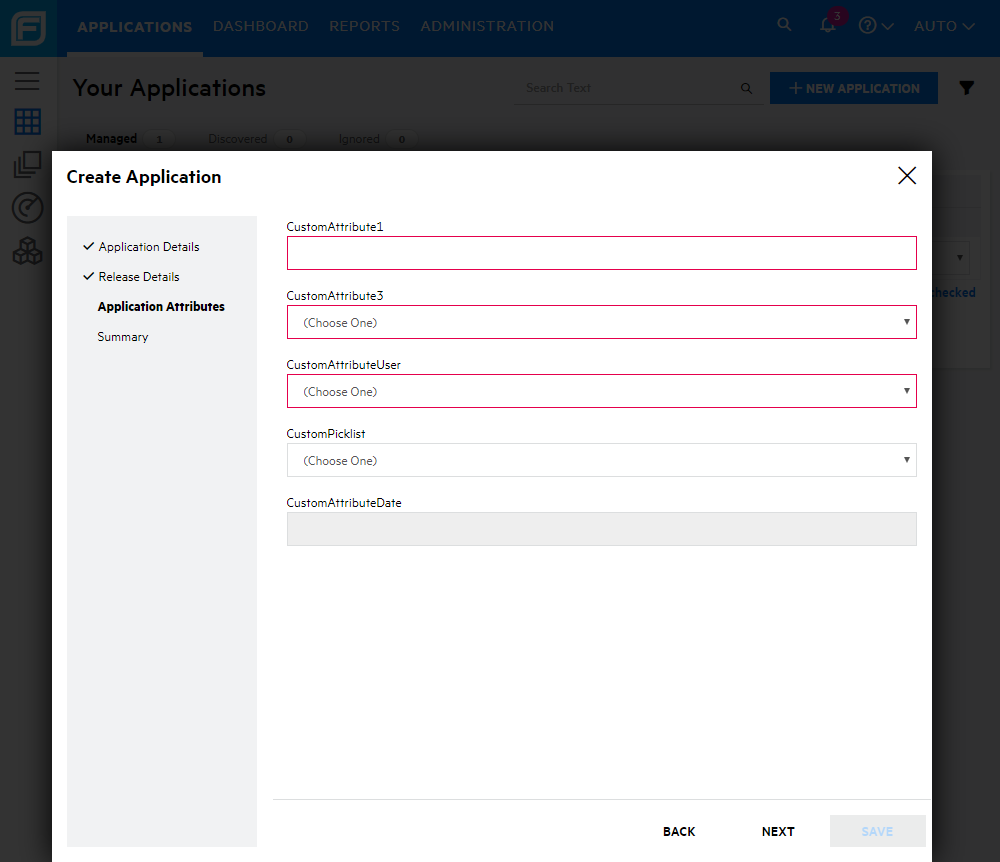 APPLICATIONS DASHBOARD REPORTS ADMINISTRATION 3 ? AUTO
Your Applications Search Text + NEW APPLICATION
Managed 1 Discovered 0 Ignored 0
Create Application
Application Details
Release Details
Application Attributes
Summary
CustomAttribute1
CustomAttribute3
(Choose One)
CustomAttributeUser
(Choose One)
CustomPicklist
(Choose One)
CustomAttributeDate
checked
BACK NEXT SAVE